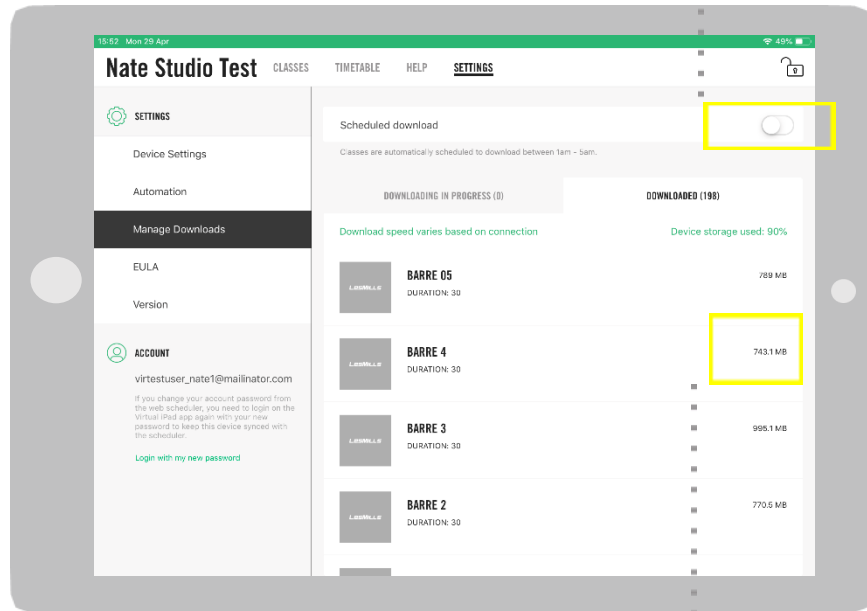 15:52 Mon 29 Apr
49%
Nate Studio Test CLASSES TIMETABLE HELP SETTINGS
SETTINGS
Device Settings
Automation
Manage Downloads
EULA
Version
ACCOUNT
virtestuser_nate1@mailinator.com
If you change your account password from
the web scheduler, you need to login on the
Virtual iPad app again with your new
password to keep this device synced with
the scheduler.
Login with my new password
Scheduled download
Classes are automatically scheduled to download between 1am - 5am.
DOWNLOADING IN PROGRESS (0) DOWNLOADED (198)
Download speed varies based on connection Device storage used: 90%
LESMILLS
BARRE 05
DURATION: 30
789 MB
LESMILLS
BARRE 4
DURATION: 30
743.1 MB
LESMILLS
BARRE 3
DURATION: 30
995.1 MB
LESMILLS
BARRE 2
DURATION: 30
770.5 MB